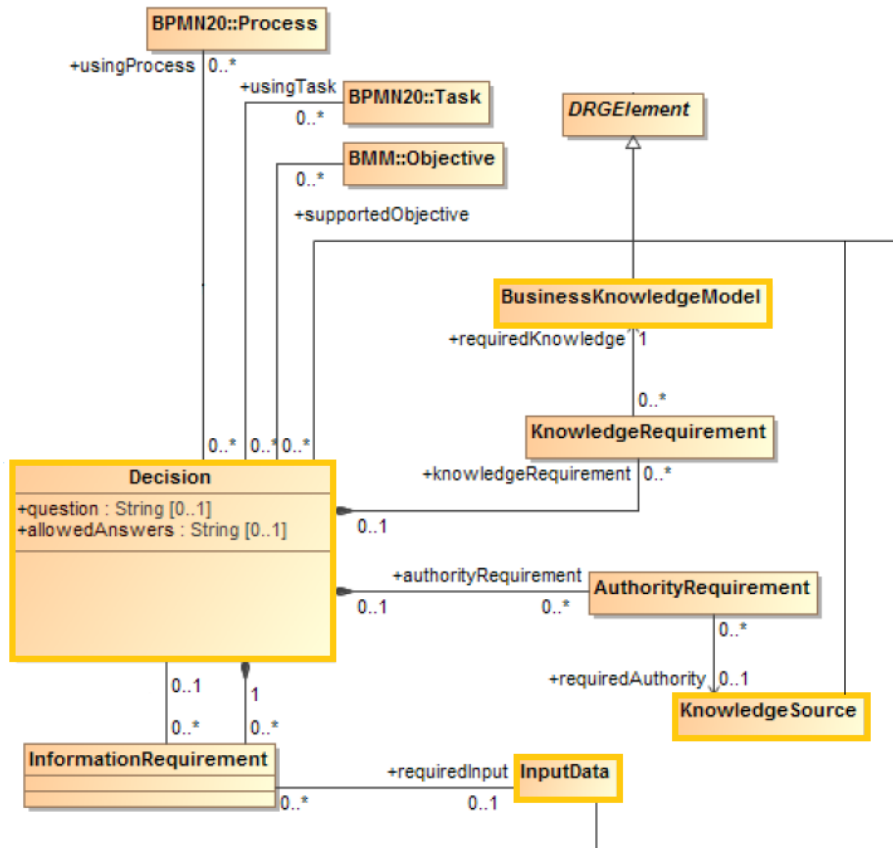 BPMN20::Process
+usingProcess 0..*
+usingTask
BPMN20::Task
0..*
DRGElement
BMM::Objective
0..*
+supportedObjective
BusinessKnowledgeModel
+requiredKnowledge 1
0..*
KnowledgeRequirement
0..* 0..* 0..*
+knowledgeRequirement 0..*
Decision
+question : String [0..1]
+allowedAnswers : String [0..1]
0..1
+authorityRequirement
AuthorityRequirement
0..1 0..*
0..*
+requiredAuthority 0..1
0..1 1
KnowledgeSource
0..* 0..*
InformationRequirement
+requiredInput
InputData
0..* 0..1